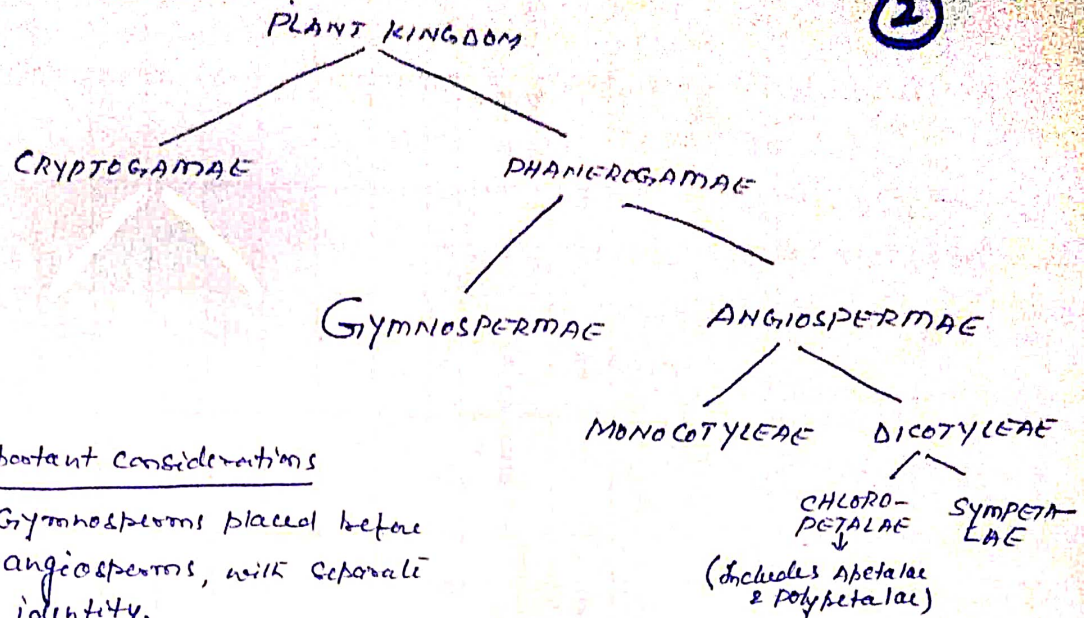 2
PLANT KINGDOM
CRYPTOGAMAE
PHANEROGAMAE
GYMNOSPERMAE
ANGIOSPERMAE
MONOCOTYLEAE
DICOTYLEAE
CHLORO-
PETALAE
SYMPETA-
LAE
(Includes Apetalae
& Polypetalae)
portant considerations
Gymnosperms placed before
angiosperms, with separate
identity.